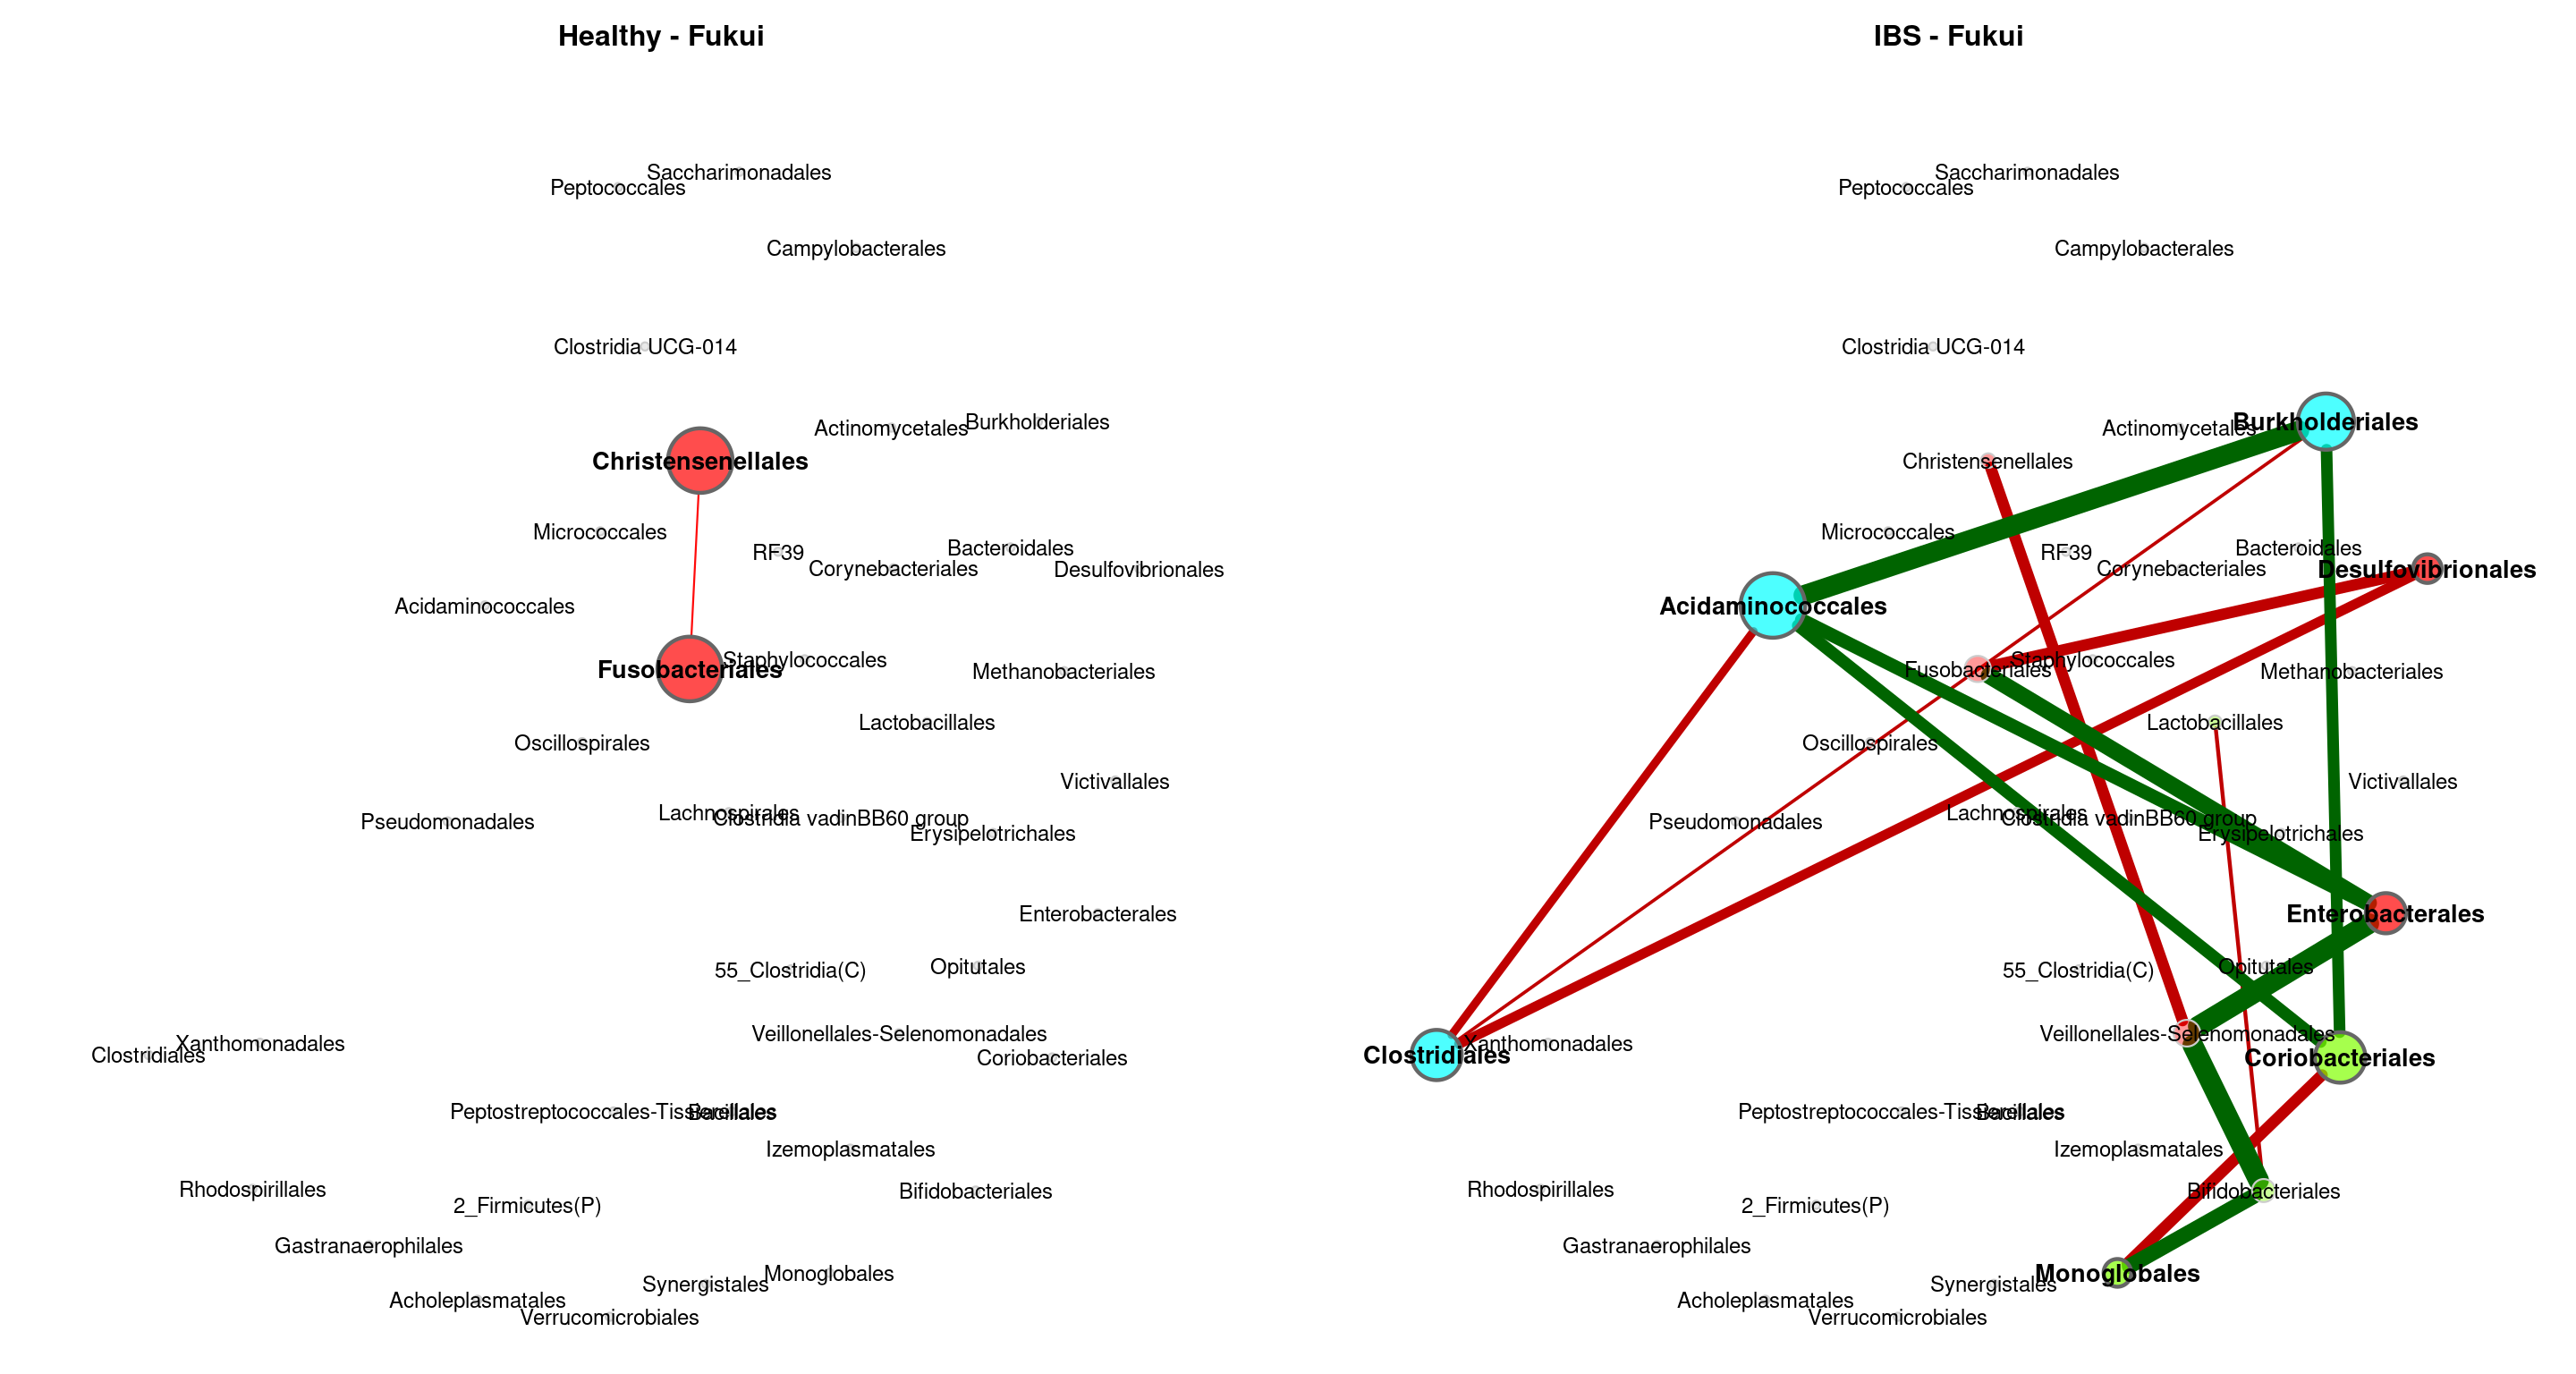 Healthy - Fukui
Saccharimonadales
Peptococcales
Campylobacterales
Clostridia UCG-014
Burkholderiales
Actinomycetales
Christensenellales
Micrococcales
Bacteroidales
RF39
Corynebacteriales
Desulfovibrionales
Acidaminococcales
Staphylococcales
Fusobacteriales
Methanobacteriales
Lactobacillales
Oscillospirales
Victivallales
Lachnospirales
Clostridia vadinBB60 group
Pseudomonadales
Erysipelotrichales
Enterobacterales
Opitutales
55_Clostridia(C)
Veillonellales-Selenomonadales
Xanthomonadales
Clostridiales
Coriobacteriales
Peptostreptococcales-Tissierellales
Bacillales
Izemoplasmatales
Rhodospirillales
Bifidobacteriales
2_Firmicutes(P)
Gastranaerophilales
Monoglobales
Synergistales
Acholeplasmatales
Verrucomicrobiales
IBS - Fukui
Saccharimonadales
Peptococcales
Campylobacterales
Clostridia UCG-014
Burkholderiales
Actinomycetales
Christensenellales
Micrococcales
Bacteroidales
RF39
Corynebacteriales
Desulfovibrionales
Acidaminococcales
Staphylococcales
Fusobacteriales
Methanobacteriales
Lactobacillales
Oscillospirales
Victivallales
Lachnospirales
Clostridia vadinBB60 group
Pseudomonadales
Erysipelotrichales
Enterobacterales
Opitutales
55_Clostridia(C)
Veillonellales-Selenomonadales
Xanthomonadales
Clostridiales
Coriobacteriales
Peptostreptococcales-Tissierellales
Bacillales
Izemoplasmatales
Rhodospirillales
Bifidobacteriales
2_Firmicutes(P)
Gastranaerophilales
Monoglobales
Synergistales
Acholeplasmatales
Verrucomicrobiales